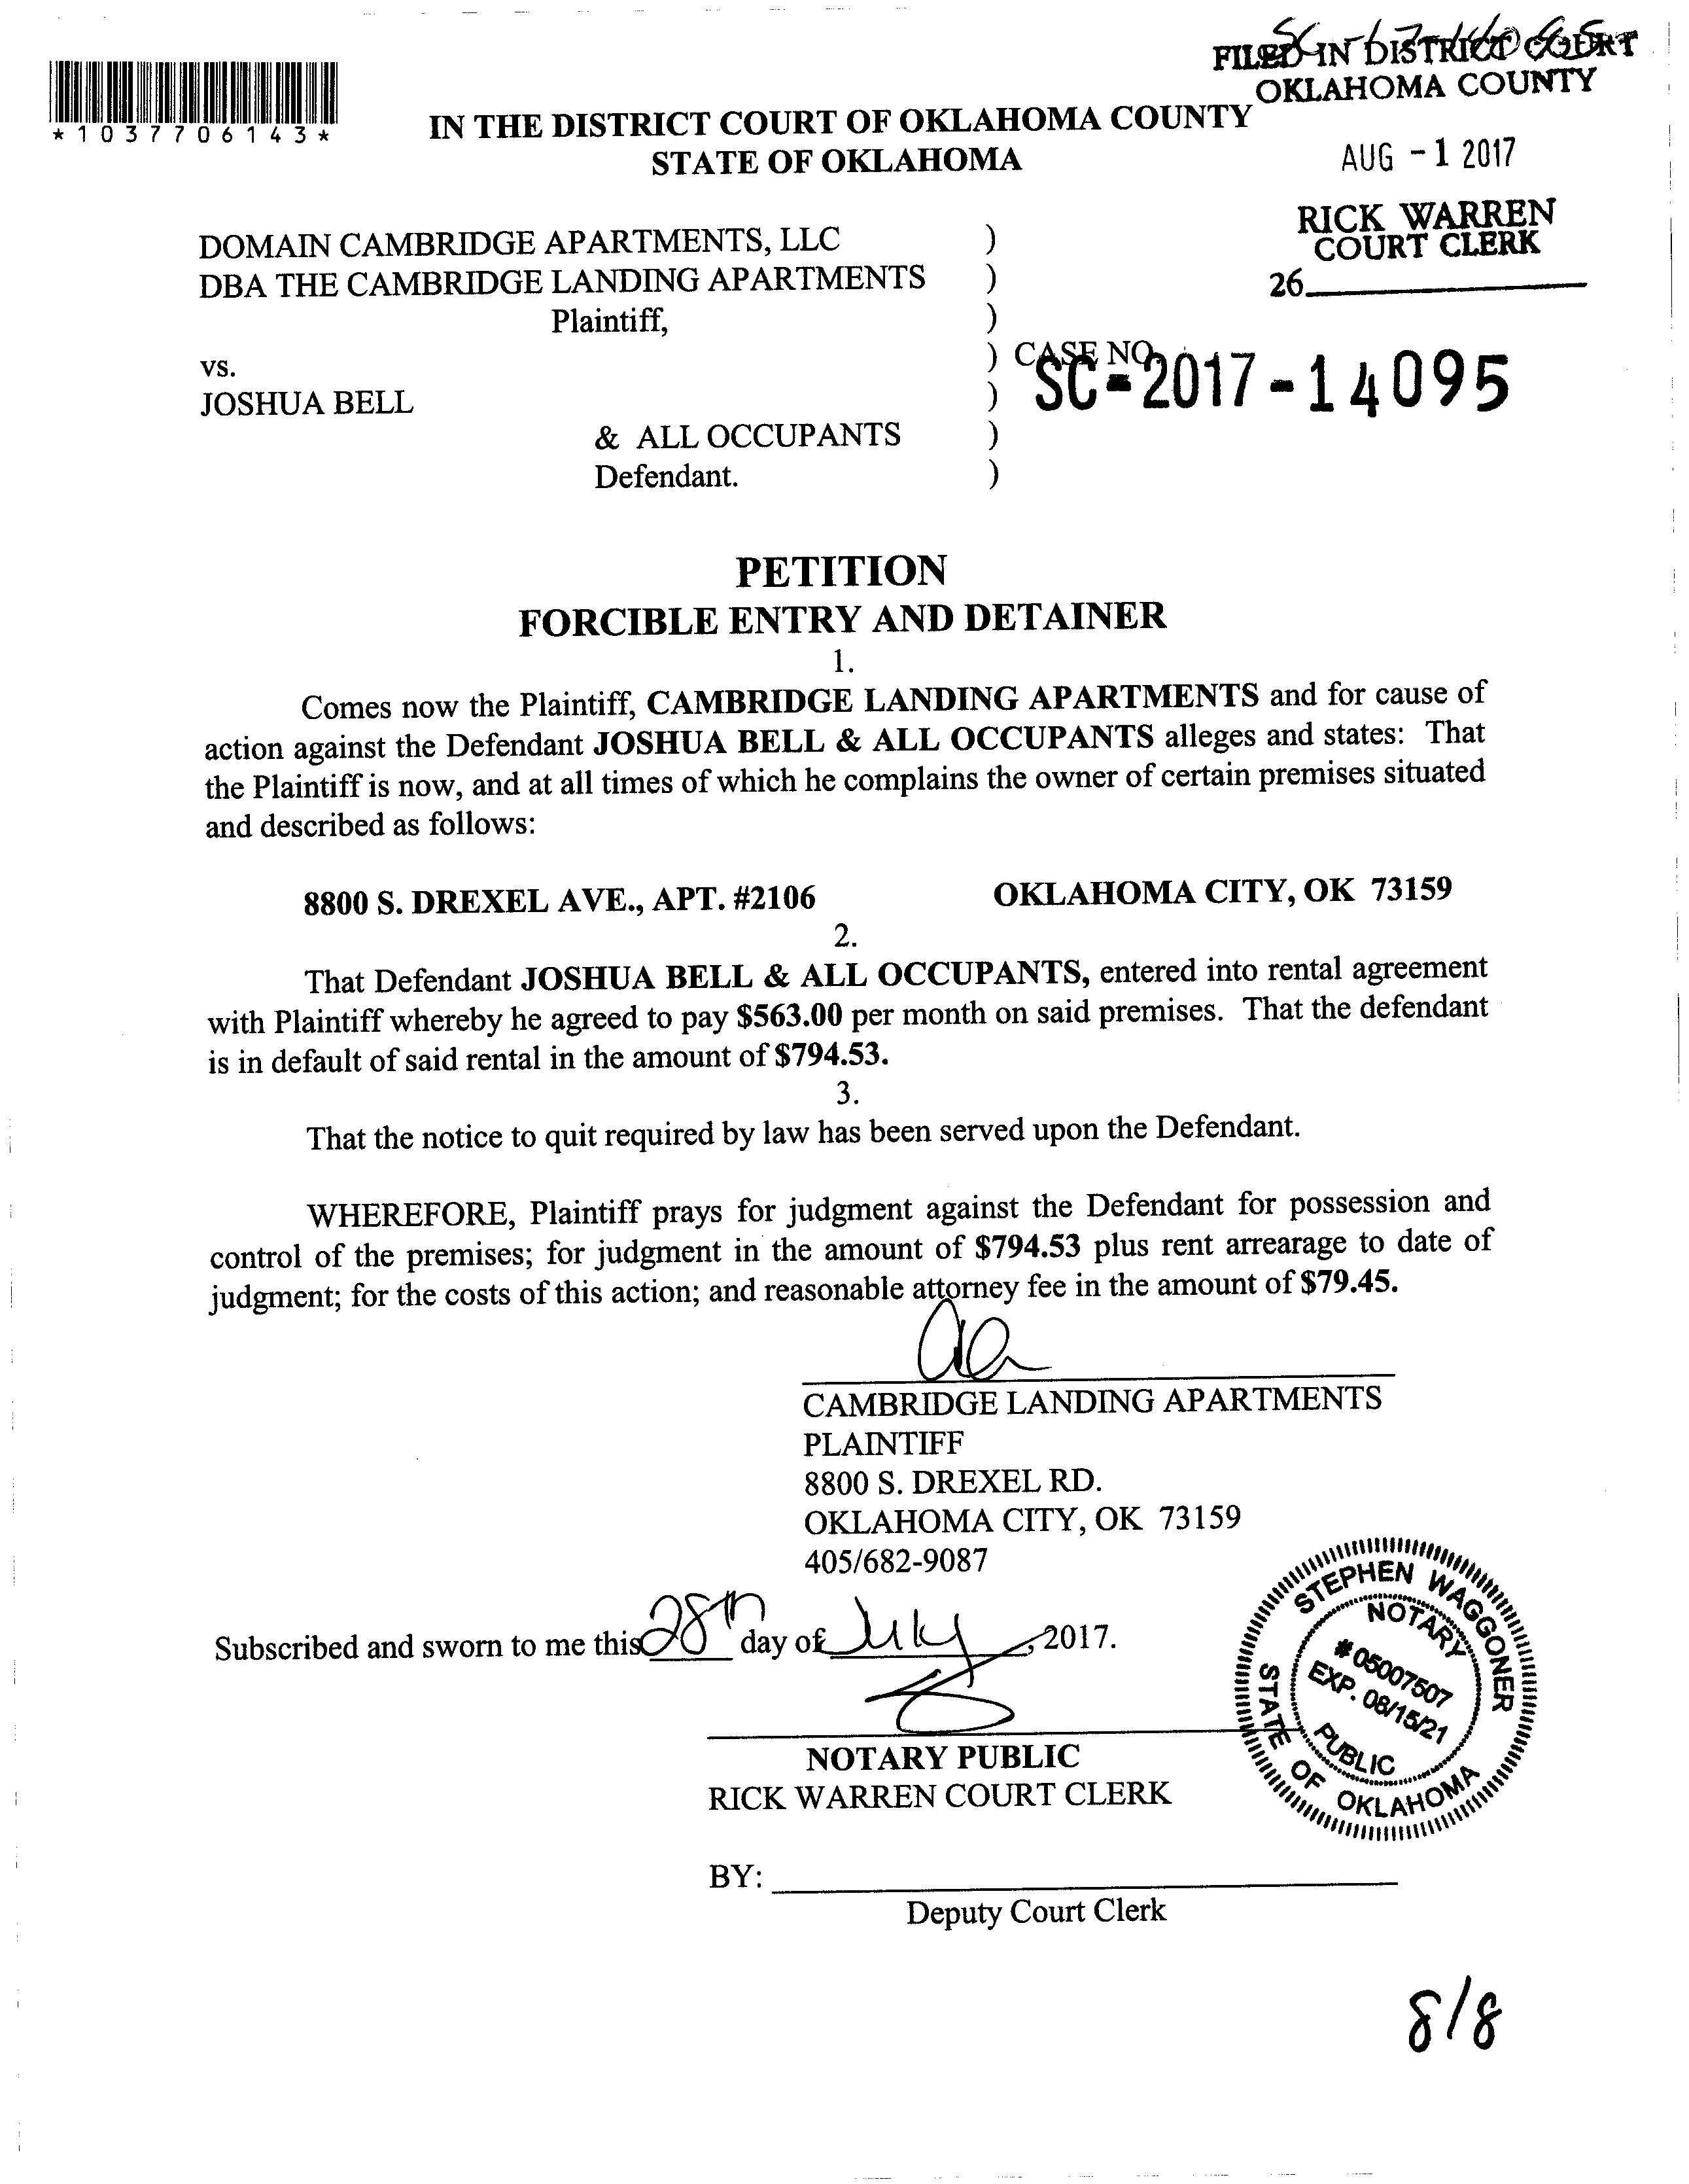 SC-17-14095
FILED IN DISTRICT COURT
OKLAHOMA COUNTY
*1037706143*
IN THE DISTRICT COURT OF OKLAHOMA COUNTY
STATE OF OKLAHOMA
AUG -1 2017
RICK WARREN
COURT CLERK
26
DOMAIN CAMBRIDGE APARTMENTS, LLC )
DBA THE CAMBRIDGE LANDING APARTMENTS )
Plaintiff, )
vs. ) CASE NO.
SC-2017-14095
JOSHUA BELL )
& ALL OCCUPANTS )
Defendant. )
PETITION
FORCIBLE ENTRY AND DETAINER
1.
Comes now the Plaintiff, CAMBRIDGE LANDING APARTMENTS and for cause of
action against the Defendant JOSHUA BELL & ALL OCCUPANTS alleges and states: That
the Plaintiff is now, and at all times of which he complains the owner of certain premises situated
and described as follows:
8800 S. DREXEL AVE., APT. #2106 OKLAHOMA CITY, OK 73159
2.
That Defendant JOSHUA BELL & ALL OCCUPANTS, entered into rental agreement
with Plaintiff whereby he agreed to pay $563.00 per month on said premises. That the defendant
is in default of said rental in the amount of $794.53.
3.
That the notice to quit required by law has been served upon the Defendant.
WHEREFORE, Plaintiff prays for judgment against the Defendant for possession and
control of the premises; for judgment in the amount of $794.53 plus rent arrearage to date of
judgment; for the costs of this action; and reasonable attorney fee in the amount of $79.45.
CAMBRIDGE LANDING APARTMENTS
PLAINTIFF
8800 S. DREXEL RD.
OKLAHOMA CITY, OK 73159
405/682-9087
Subscribed and sworn to me this 28th day of July, 2017.
STEPHEN WAGGONER
NOTARY
# 05007507
EXP. 08/15/21
PUBLIC
STATE OF OKLAHOMA
NOTARY PUBLIC
RICK WARREN COURT CLERK
BY:
Deputy Court Clerk
8/8